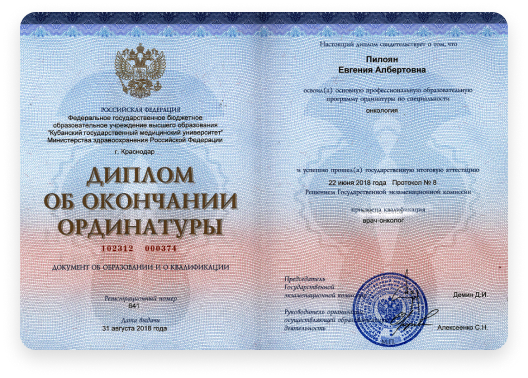 РОССИЙСКАЯ ФЕДЕРАЦИЯ
Федеральное государственное бюджетное
образовательное учреждение высшего образования
"Кубанский государственный медицинский университет"
Министерства здравоохранения Российской Федерации
г. Краснодар
ДИПЛОМ
ОБ ОКОНЧАНИИ
ОРДИНАТУРЫ
102312 000374
ДОКУМЕНТ ОБ ОБРАЗОВАНИИ И О КВАЛИФИКАЦИИ
Регистрационный номер
841
Дата выдачи
31 августа 2018 года
Настоящий диплом свидетельствует о том, что
Пилоян
Евгения Албертовна
освоил(а) основную профессиональную образовательную
программу ординатуры по специальности
онкология
и успешно прошел(а) государственную итоговую аттестацию
22 июня 2018 года Протокол № 8
Решением Государственной экзаменационной комиссии
присвоена квалификация
врач-онколог
Председатель
Государственной
экзаменационной
Демин Д.И.
Руководитель
осуществляющей
деятельность
Алексеенко С.Н.